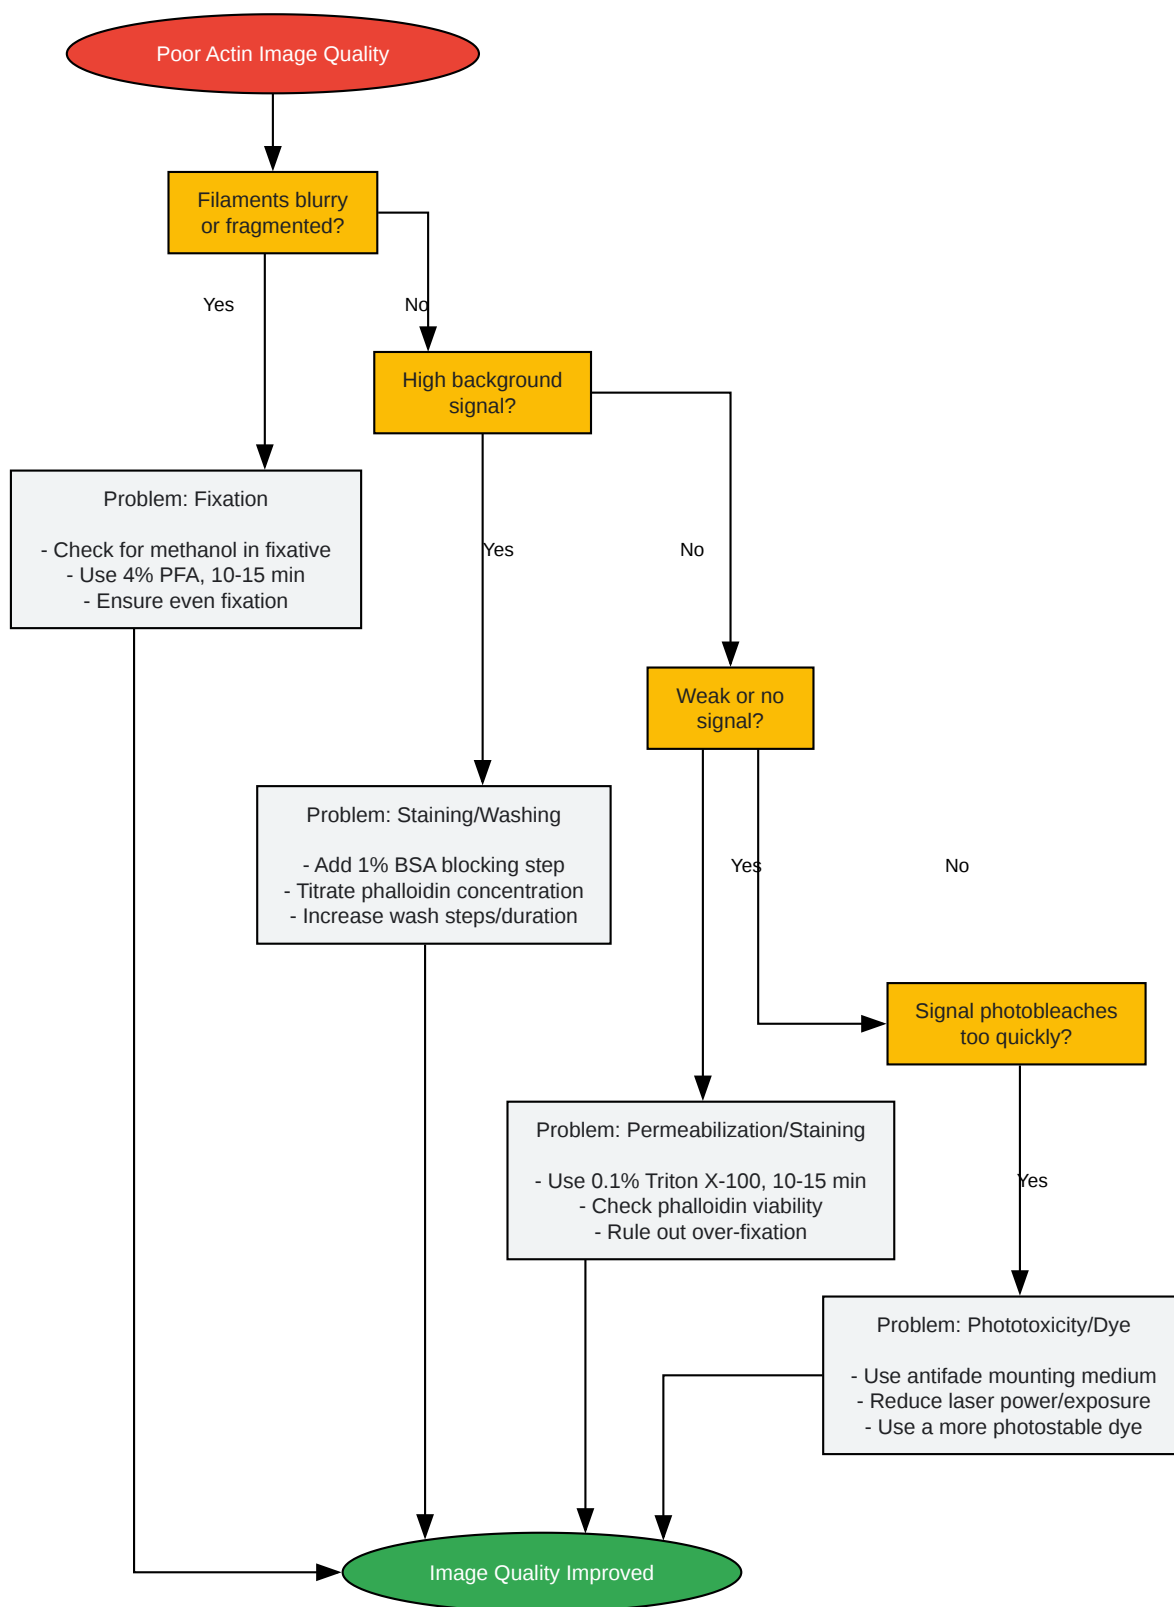 Poor Actin Image Quality
Filaments blurry
or fragmented?
Yes
No
High background
signal?
Problem: Fixation
- Check for methanol in fixative
- Use 4% PFA, 10-15 min
- Ensure even fixation
Yes
No
Weak or no
signal?
Problem: Staining/Washing
- Add 1% BSA blocking step
- Titrate phalloidin concentration
- Increase wash steps/duration
Yes
No
Signal photobleaches
too quickly?
Problem: Permeabilization/Staining
- Use 0.1% Triton X-100, 10-15 min
- Check phalloidin viability
- Rule out over-fixation
Yes
Problem: Phototoxicity/Dye
- Use antifade mounting medium
- Reduce laser power/exposure
- Use a more photostable dye
Image Quality Improved